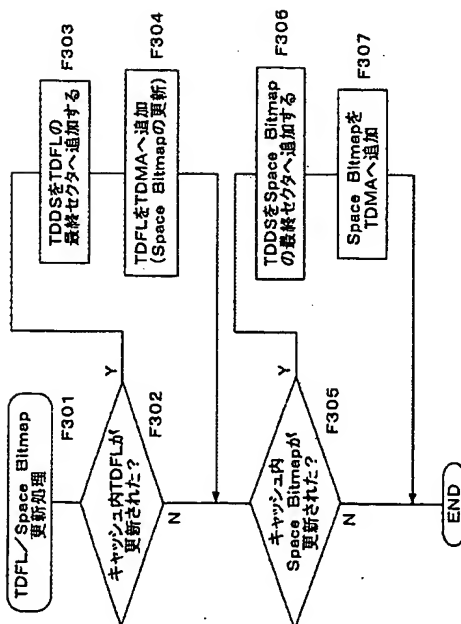 TDFL/Space Bitmap
更新処理
F301
キャッシュ内TDFLが
更新された?
F302
Y
N
TDDSをTDFLの
最終セクタへ追加する
F303
TDFLをTDMAへ追加
(Space Bitmapの更新)
F304
キャッシュ内
Space Bitmapが
更新された?
F305
Y
N
TDDSをSpace Bitmap
の最終セクタへ追加する
F306
Space Bitmapを
TDMAへ追加
F307
END